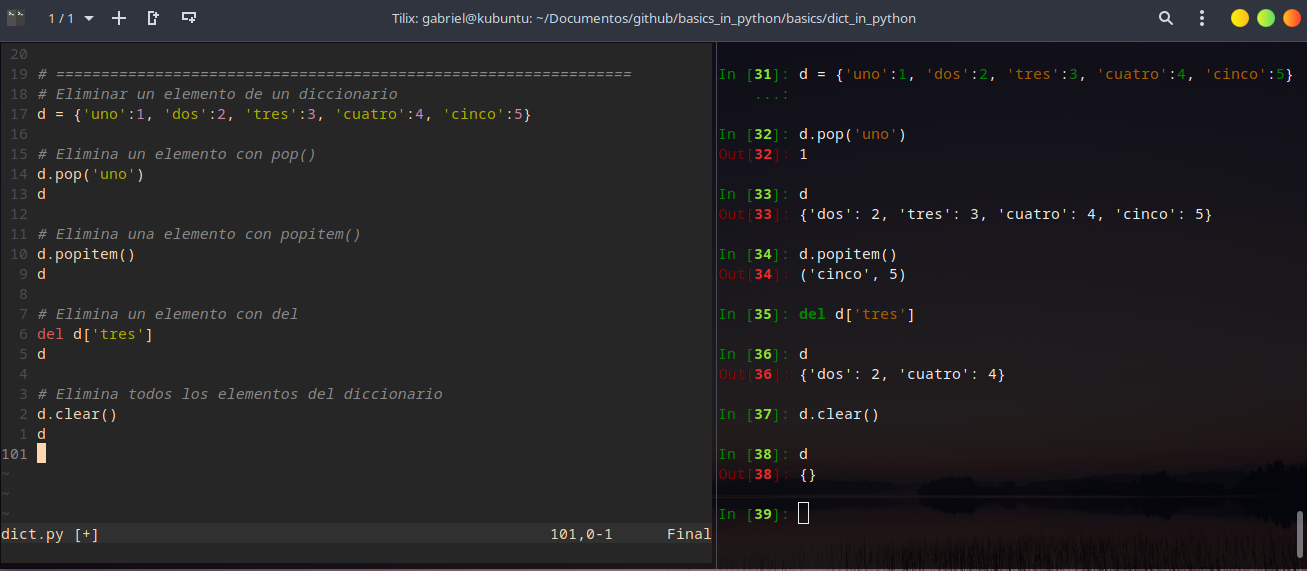 1 / 1
Tilix: gabriel@kubuntu: ~/Documentos/github/basics_in_python/basics/dict_in_python
20
19 # ================================================================
18 # Eliminar un elemento de un diccionario
17 d = {'uno':1, 'dos':2, 'tres':3, 'cuatro':4, 'cinco':5}
16
15 # Elimina un elemento con pop()
14 d.pop('uno')
13 d
12
11 # Elimina una elemento con popitem()
10 d.popitem()
9 d
8
7 # Elimina un elemento con del
6 del d['tres']
5 d
4
3 # Elimina todos los elementos del diccionario
2 d.clear()
1 d
101
~
~
~
dict.py [+] 101,0-1 Final
In [31]: d = {'uno':1, 'dos':2, 'tres':3, 'cuatro':4, 'cinco':5}
...:
In [32]: d.pop('uno')
Out[32]: 1
In [33]: d
Out[33]: {'dos': 2, 'tres': 3, 'cuatro': 4, 'cinco': 5}
In [34]: d.popitem()
Out[34]: ('cinco', 5)
In [35]: del d['tres']
In [36]: d
Out[36]: {'dos': 2, 'cuatro': 4}
In [37]: d.clear()
In [38]: d
Out[38]: {}
In [39]: